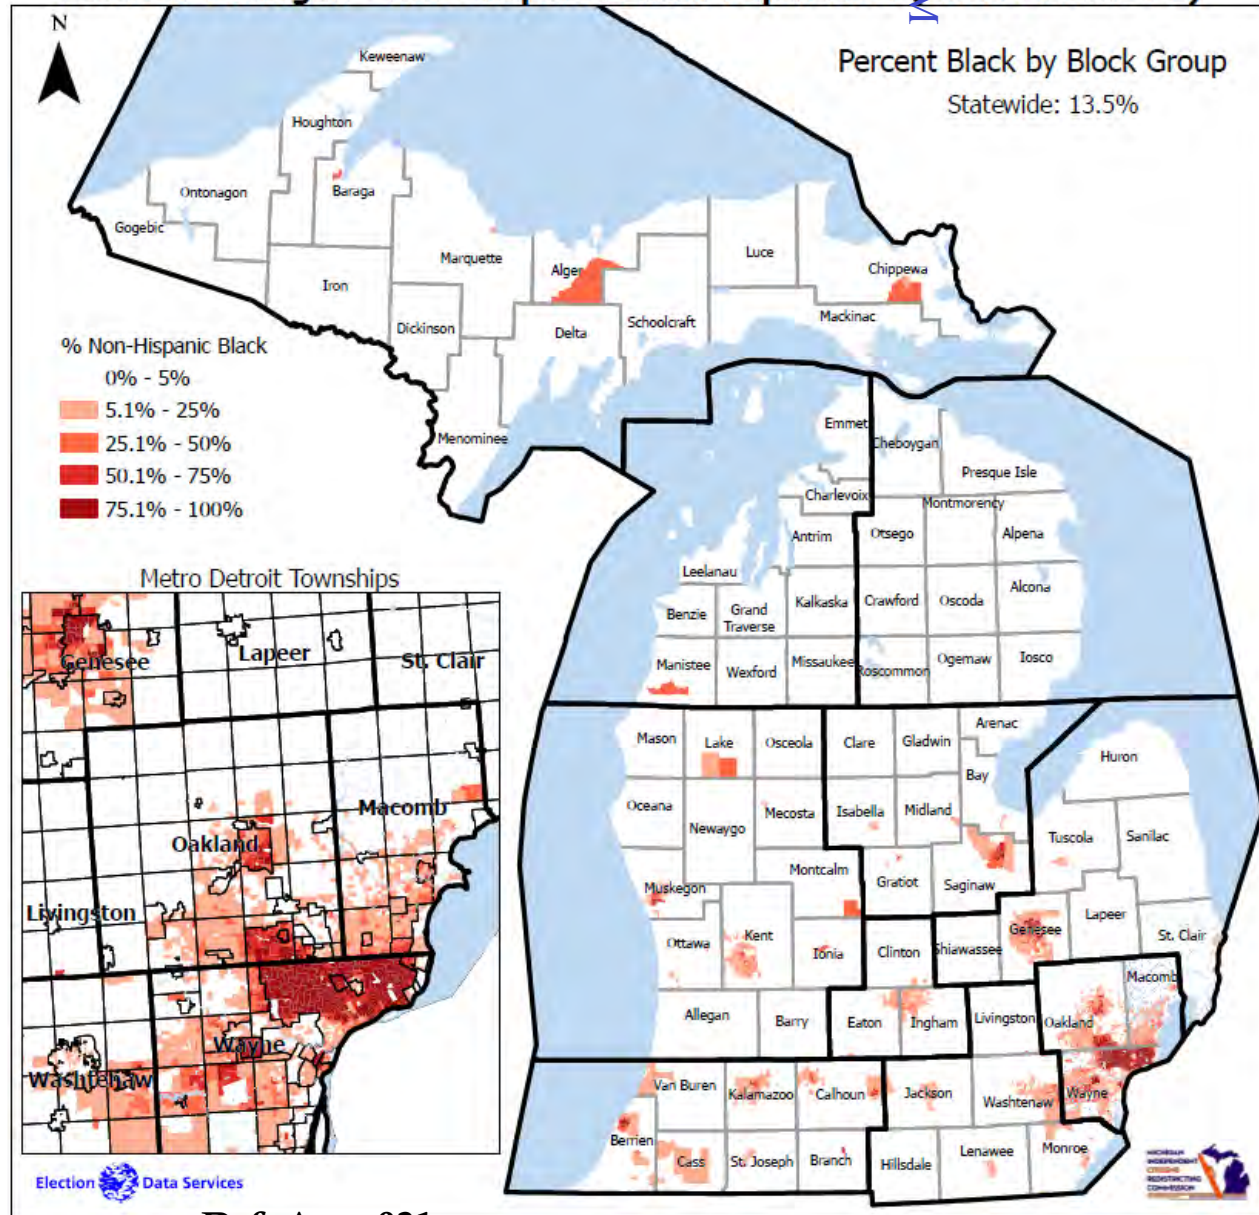 N
Percent Black by Block Group
Statewide: 13.5%
Keweenaw
Houghton
Ontonagon
Baraga
Gogebic
Marquette
Alger
Luce
Chippewa
Iron
Dickinson
Delta
Schoolcraft
Mackinac
Menominee
% Non-Hispanic Black
0% - 5%
5.1% - 25%
25.1% - 50%
50.1% - 75%
75.1% - 100%
Emmet
Cheboygan
Presque Isle
Charlevoix
Montmorency
Antrim
Otsego
Alpena
Leelanau
Benzie
Grand
Traverse
Kalkaska
Crawford
Oscoda
Alcona
Manistee
Wexford
Missaukee
Roscommon
Ogemaw
Iosco
Mason
Lake
Osceola
Clare
Gladwin
Arenac
Huron
Bay
Oceana
Newaygo
Mecosta
Isabella
Midland
Tuscola
Sanilac
Montcalm
Muskegon
Gratiot
Saginaw
Ottawa
Kent
Ionia
Clinton
Shiawassee
Genesee
Lapeer
St. Clair
Macomb
Allegan
Barry
Eaton
Ingham
Livingston
Oakland
Van Buren
Kalamazoo
Calhoun
Jackson
Washtenaw
Wayne
Berrien
Cass
St. Joseph
Branch
Hillsdale
Lenawee
Monroe
Metro Detroit Townships
Genesee
Lapeer
St. Clair
Macomb
Oakland
Livingston
Wayne
Washtenaw
Election Data Services
MICHIGAN
INDEPENDENT
CITIZENS
REDISTRICTING
COMMISSION